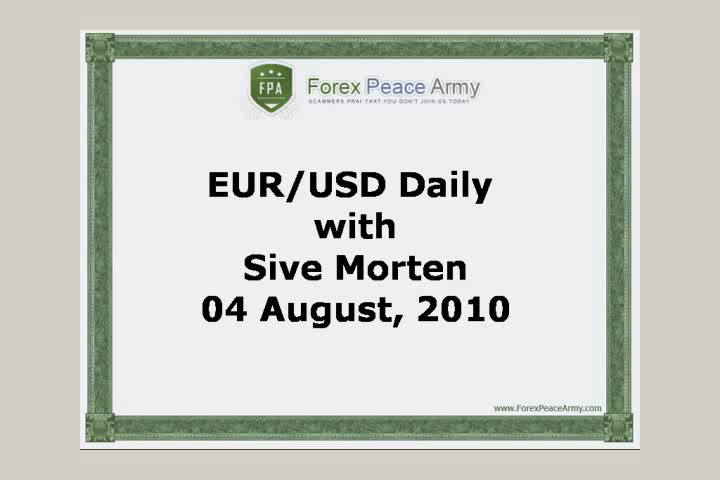 FPA
Forex Peace Army
SCAMMERS PRAY THAT YOU DON'T JOIN US TODAY
EUR/USD Daily
with
Sive Morten
04 August, 2010
www.ForexPeaceArmy.com